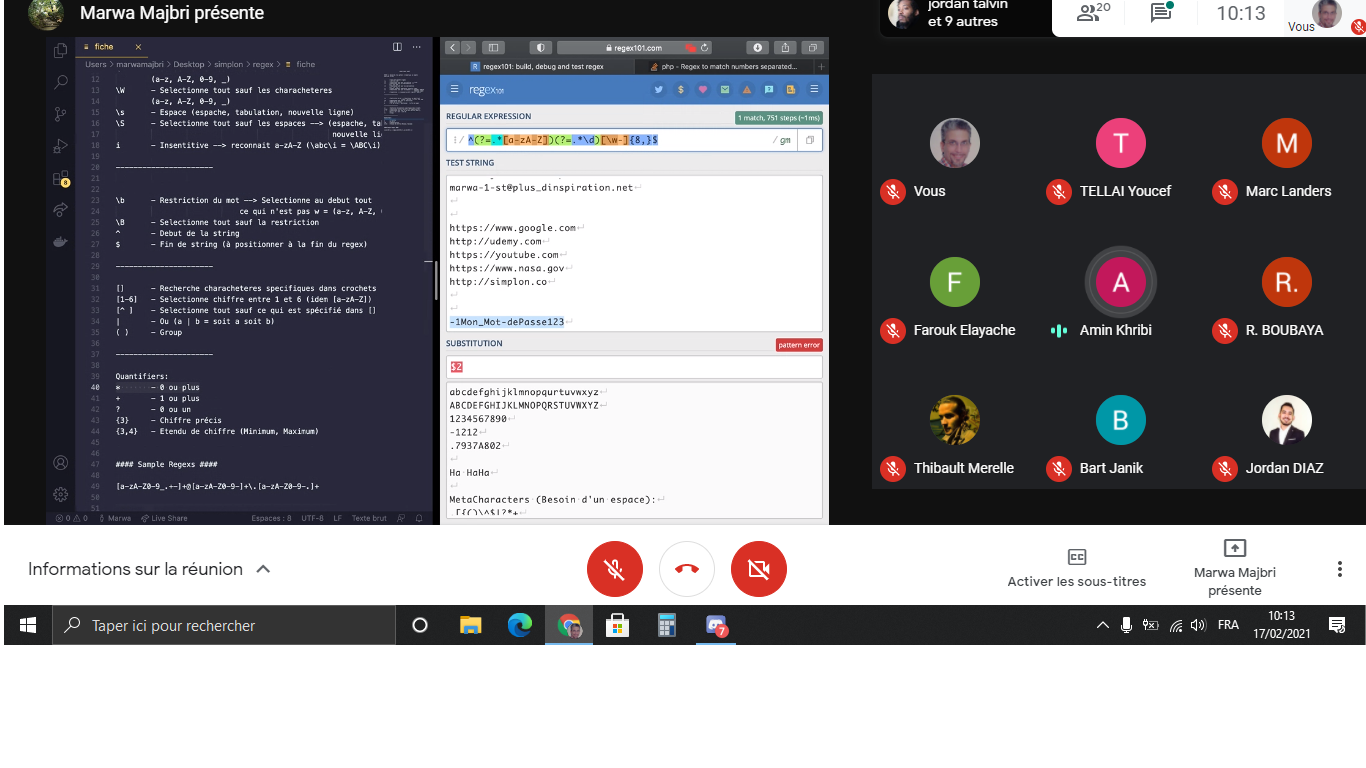 Marwa Majbri présente
jordan talvin
et 9 autres
20
10:13
Vous
fiche
Users > marwamajbri > Desktop > simplon > regex > fiche
12 (a-z, A-Z, 0-9, _)
13 \W - Selectionne tout sauf les characheteres
14 (a-z, A-Z, 0-9, _)
15 \s - Espace (espace, tabulation, nouvelle ligne)
16 \S - Selectionne tout sauf les espaces --> (espache, ta
17 nouvelle li
18 i - Insentitive --> reconnait a-zA-Z (\abc\i = \ABC\i)
19
20 ----------------------
21
22
23 \b - Restriction du mot --> Selectionne au debut tout
24 ce qui n'est pas w = (a-z, A-Z,
25 \B - Selectionne tout sauf la restriction
26 ^ - Debut de la string
27 $ - Fin de string (à positionner à la fin du regex)
28
29 ----------------------
30
31 [] - Recherche characheteres specifiques dans crochets
32 [1-6] - Selectionne chiffre entre 1 et 6 (idem [a-zA-Z])
33 [^ ] - Selectionne tout sauf ce qui est spécifié dans []
34 | - Ou (a | b = soit a soit b)
35 ( ) - Group
36
37 ----------------------
38
39 Quantifiers:
40 * - 0 ou plus
41 + - 1 ou plus
42 ? - 0 ou un
43 {3} - Chiffre précis
44 {3,4} - Etendu de chiffre (Minimum, Maximum)
45
46
47 #### Sample Regexs ####
48
49 [a-zA-Z0-9_.+-]+@[a-zA-Z0-9-]+\.[a-zA-Z0-9-.]+
50
51
8
0 0 Marwa Live Share Espaces : 8 UTF-8 LF Texte brut
regex101.com
regex101: build, debug and test regex
php - Regex to match numbers separated...
regex101
REGULAR EXPRESSION
1 match, 751 steps (~1ms)
/ ^(?=.*[a-zA-Z])(?=.*\d)[\w-]{8,}$ / gm
TEST STRING
marwa-1-st@plus_dinspiration.net
https://www.google.com
http://udemy.com
https://youtube.com
https://www.nasa.gov
http://simplon.co
-1Mon_Mot-dePasse123
SUBSTITUTION
pattern error
$2
abcdefghijklmnopqurtuvwxyz
ABCDEFGHIJKLMNOPQRSTUVWXYZ
1234567890
-1212
.7937A802
Ha HaHa
MetaCharacters (Besoin d'un espace):
.[{()\^$|?*+
Vous
T
TELLAI Youcef
M
Marc Landers
F
Farouk Elayache
A
Amin Khribi
R.
R. BOUBAYA
Thibault Merelle
B
Bart Janik
Jordan DIAZ
Informations sur la réunion
CC
Activer les sous-titres
Marwa Majbri
présente
Taper ici pour rechercher
7
FRA
10:13
17/02/2021